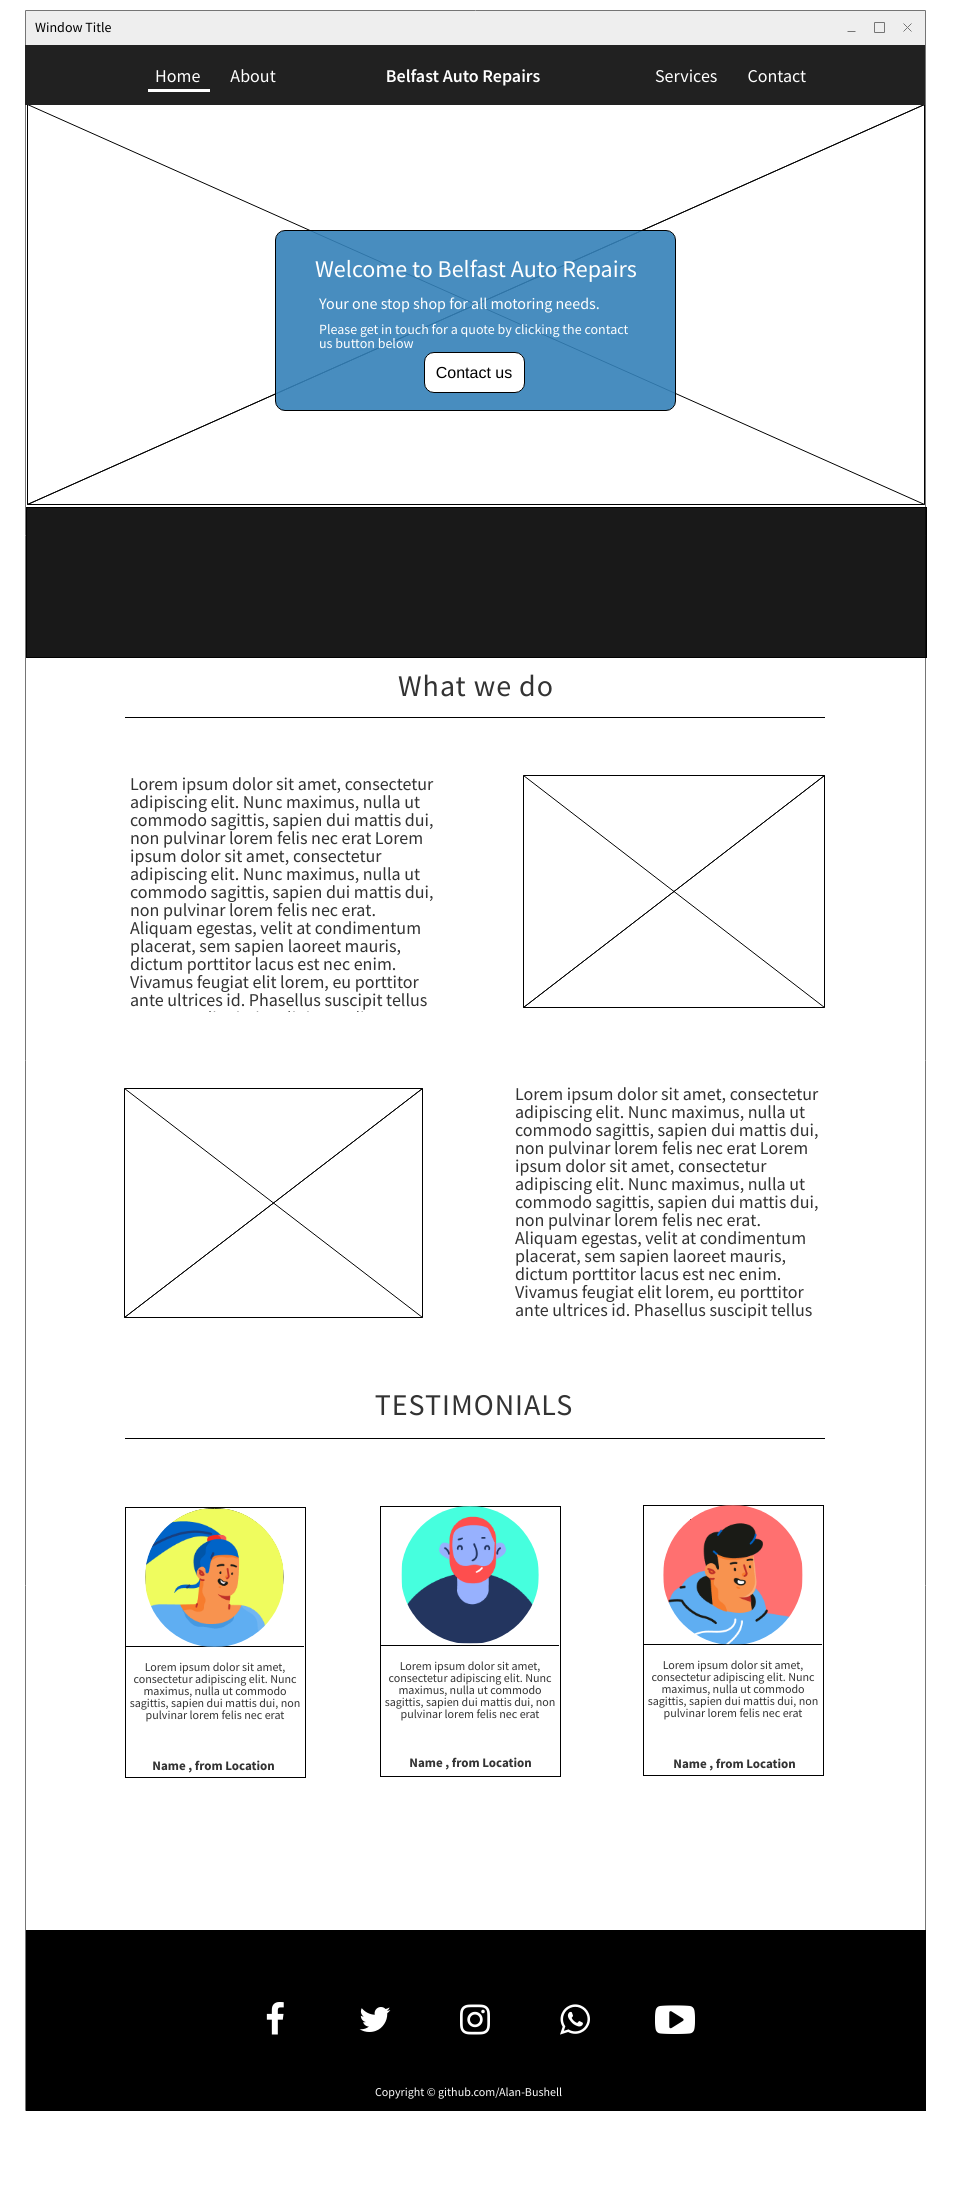 Window Title
Home About Belfast Auto Repairs Services Contact
Welcome to Belfast Auto Repairs
Your one stop shop for all motoring needs.
Please get in touch for a quote by clicking the contact
us button below
Contact us
What we do
Lorem ipsum dolor sit amet, consectetur
adipiscing elit. Nunc maximus, nulla ut
commodo sagittis, sapien dui mattis dui,
non pulvinar lorem felis nec erat Lorem
ipsum dolor sit amet, consectetur
adipiscing elit. Nunc maximus, nulla ut
commodo sagittis, sapien dui mattis dui,
non pulvinar lorem felis nec erat.
Aliquam egestas, velit at condimentum
placerat, sem sapien laoreet mauris,
dictum porttitor lacus est nec enim.
Vivamus feugiat elit lorem, eu porttitor
ante ultrices id. Phasellus suscipit tellus
Lorem ipsum dolor sit amet, consectetur
adipiscing elit. Nunc maximus, nulla ut
commodo sagittis, sapien dui mattis dui,
non pulvinar lorem felis nec erat Lorem
ipsum dolor sit amet, consectetur
adipiscing elit. Nunc maximus, nulla ut
commodo sagittis, sapien dui mattis dui,
non pulvinar lorem felis nec erat.
Aliquam egestas, velit at condimentum
placerat, sem sapien laoreet mauris,
dictum porttitor lacus est nec enim.
Vivamus feugiat elit lorem, eu porttitor
ante ultrices id. Phasellus suscipit tellus
TESTIMONIALS
Lorem ipsum dolor sit amet,
consectetur adipiscing elit. Nunc
maximus, nulla ut commodo
sagittis, sapien dui mattis dui, non
pulvinar lorem felis nec erat
Name , from Location
Lorem ipsum dolor sit amet,
consectetur adipiscing elit. Nunc
maximus, nulla ut commodo
sagittis, sapien dui mattis dui, non
pulvinar lorem felis nec erat
Name , from Location
Lorem ipsum dolor sit amet,
consectetur adipiscing elit. Nunc
maximus, nulla ut commodo
sagittis, sapien dui mattis dui, non
pulvinar lorem felis nec erat
Name , from Location
Copyright © github.com/Alan-Bushell